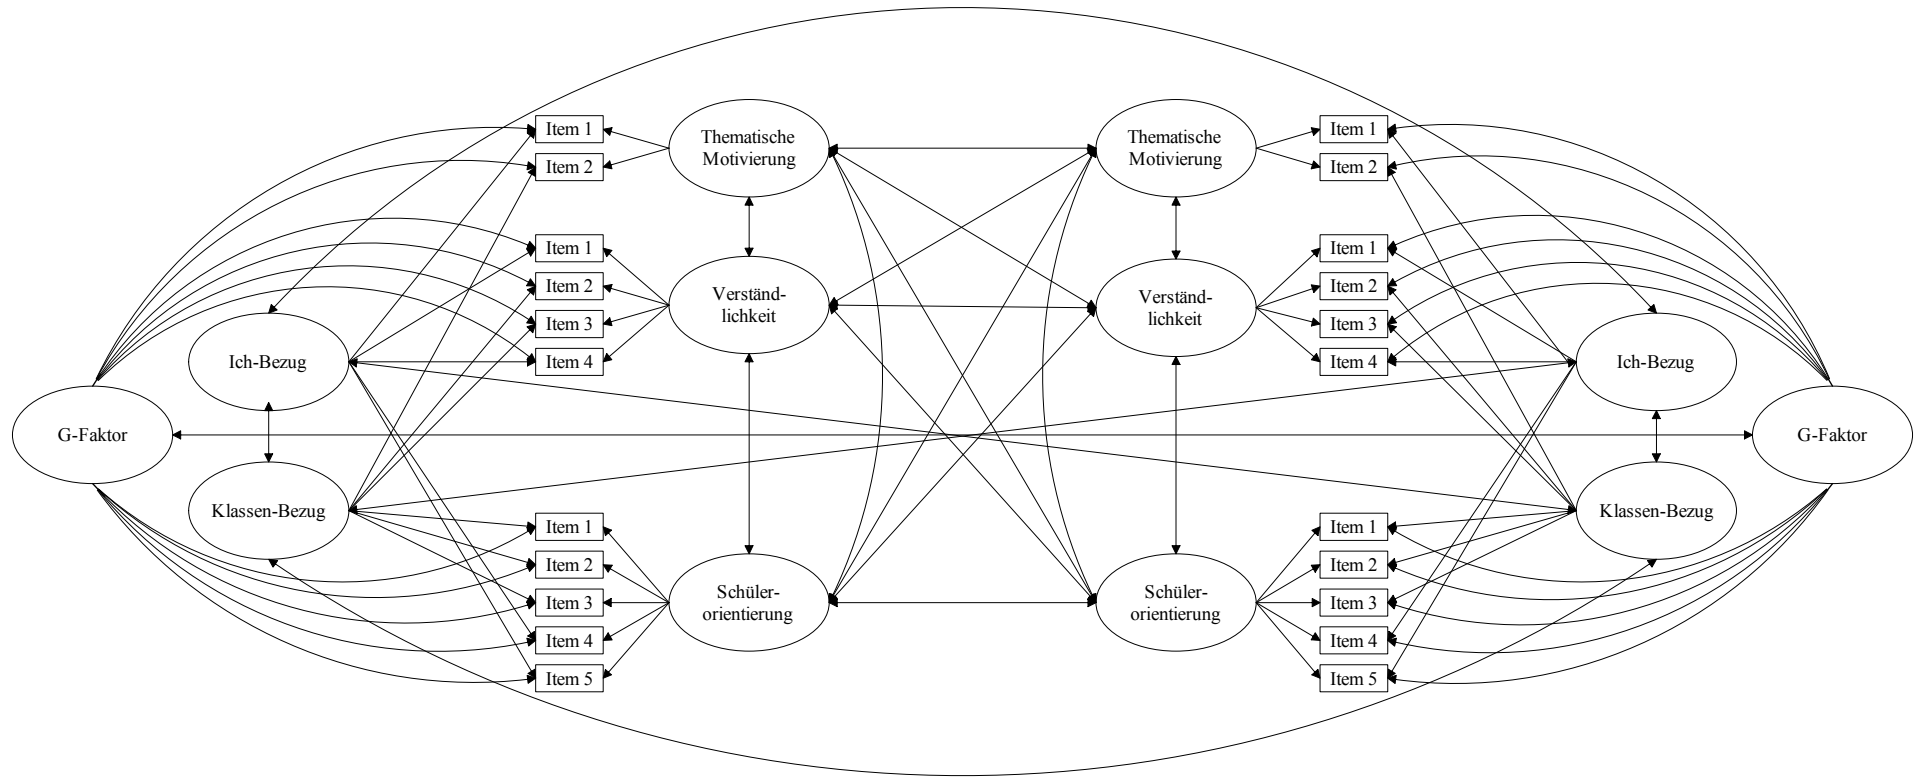 Thematische
Motivierung
Thematische
Motivierung
Item 1
Item 2
Item 1
Item 2
Item 1
Item 2
Item 3
Item 4
Verständ-
lichkeit
Verständ-
lichkeit
Item 1
Item 2
Item 3
Item 4
Ich-Bezug
Ich-Bezug
G-Faktor
G-Faktor
Klassen-Bezug
Klassen-Bezug
Item 1
Item 2
Item 3
Item 4
Item 5
Schüler-
orientierung
Schüler-
orientierung
Item 1
Item 2
Item 3
Item 4
Item 5